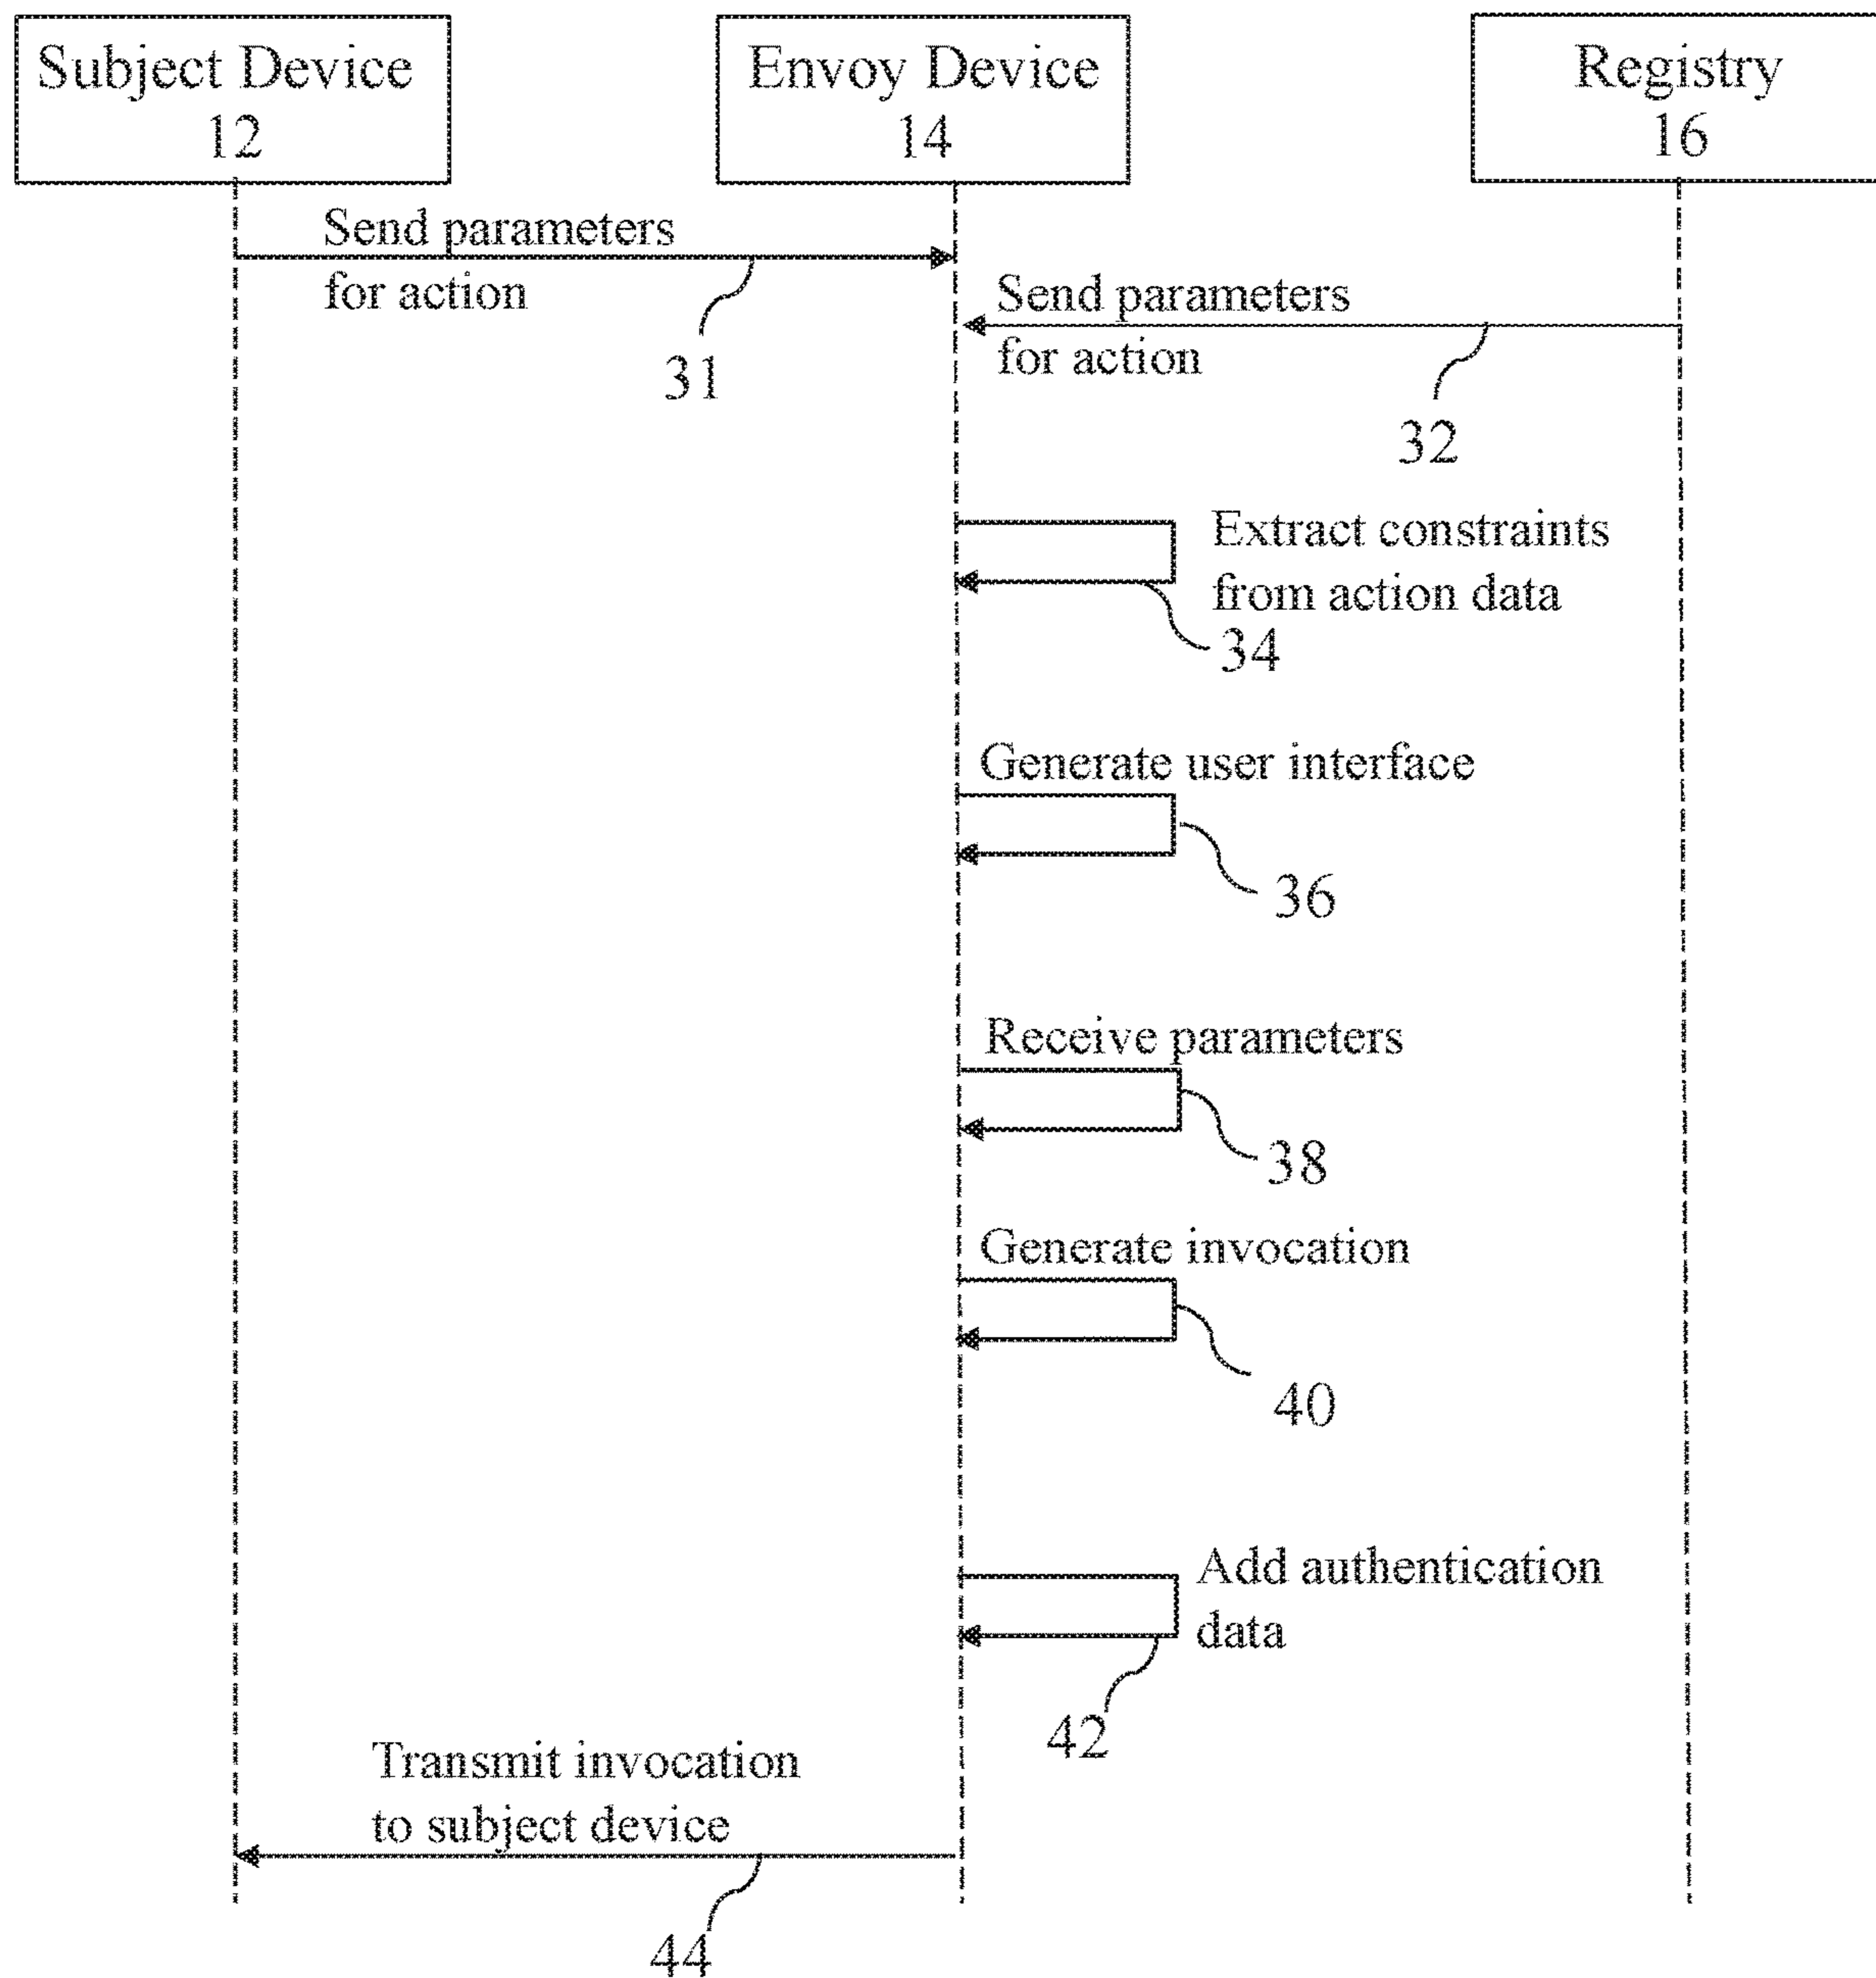 Subject Device
12
Envoy Device
14
Registry
16
Send parameters
for action
31
Send parameters
for action
32
Extract constraints
from action data
34
Generate user interface
36
Receive parameters
38
Generate invocation
40
Add authentication
data
42
Transmit invocation
to subject device
44